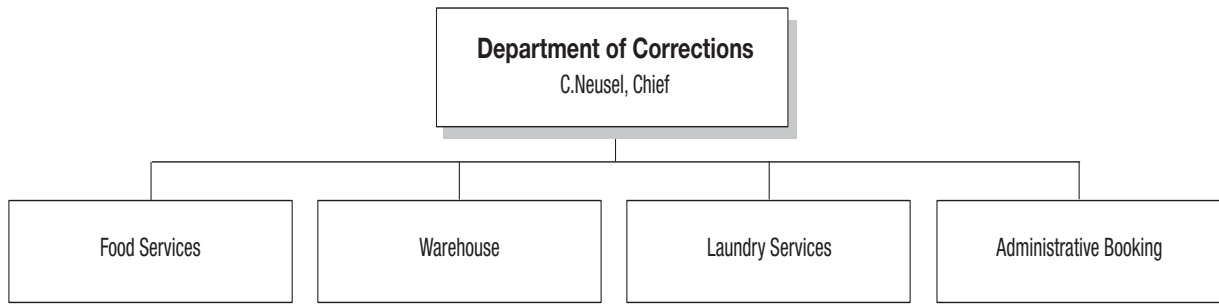 Department of Corrections
C.Neusel, Chief
Food Services
Warehouse
Laundry Services
Administrative Booking